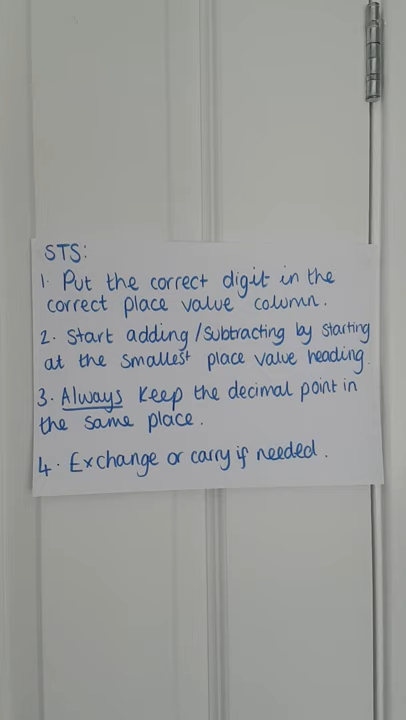 STS:
1. Put the correct digit in the
correct place value column.
2. Start adding/subtracting by starting
at the smallest place value heading.
3. Always keep the decimal point in
the same place.
4. Exchange or carry if needed.